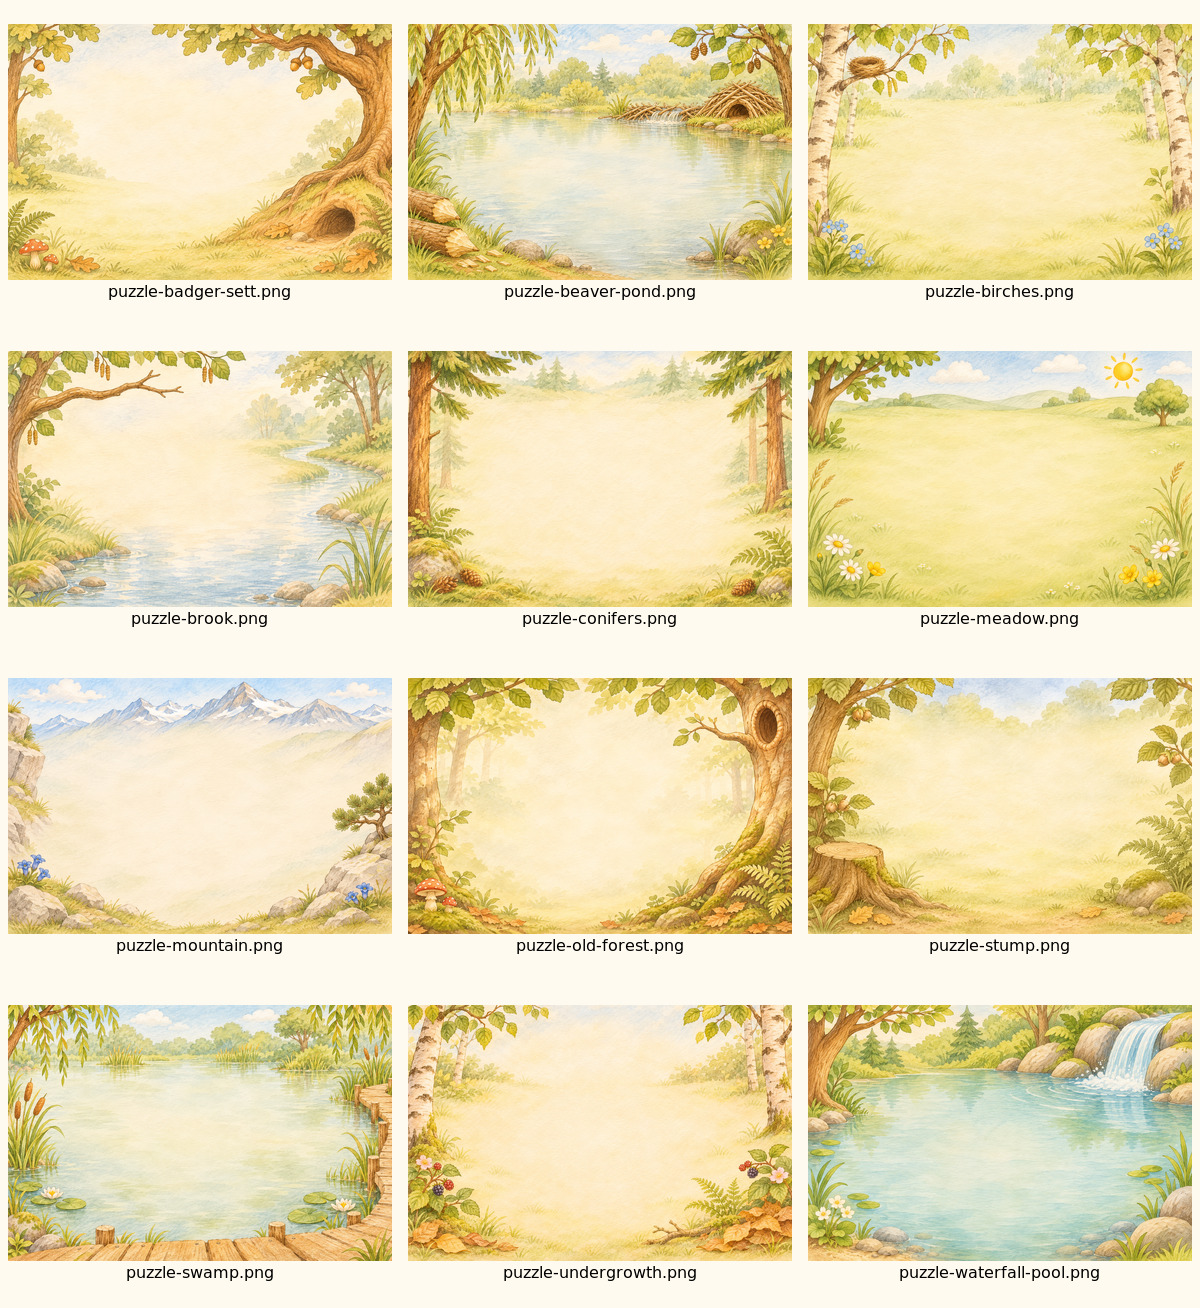 puzzle-badger-sett.png
puzzle-beaver-pond.png
puzzle-birches.png
puzzle-brook.png
puzzle-conifers.png
puzzle-meadow.png
puzzle-mountain.png
puzzle-old-forest.png
puzzle-stump.png
puzzle-swamp.png
puzzle-undergrowth.png
puzzle-waterfall-pool.png